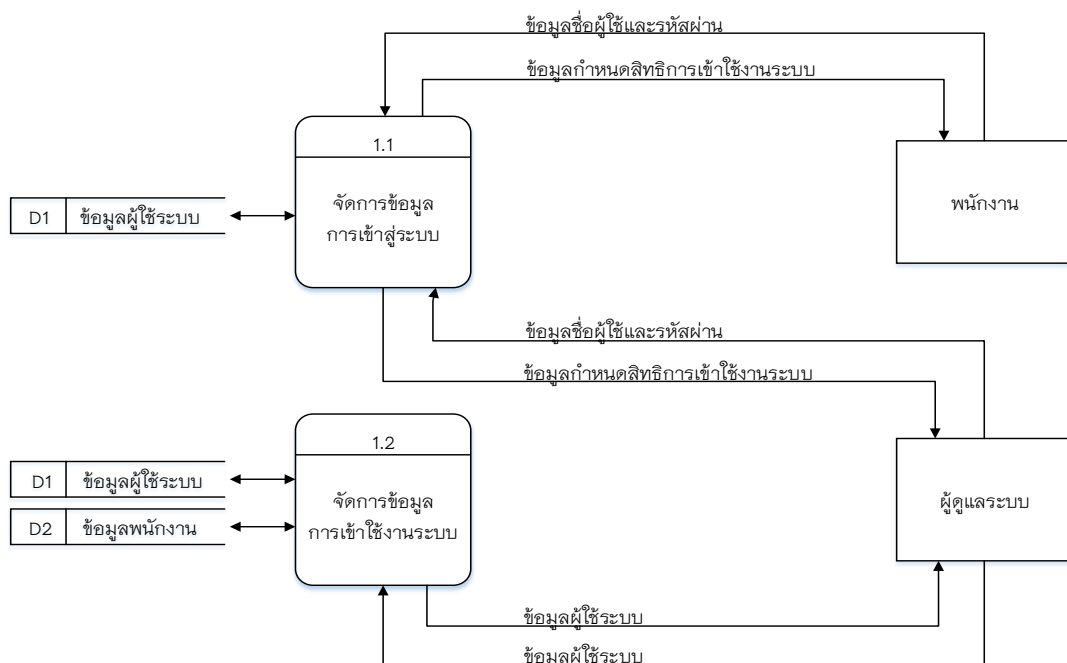 ข้อมูลชื่อผู้ใช้และรหัสผ่าน
ข้อมูลกำหนดสิทธิการเข้าใช้งานระบบ
1.1
จัดการข้อมูล
การเข้าสู่ระบบ
D1 ข้อมูลผู้ใช้ระบบ
พนักงาน
ข้อมูลชื่อผู้ใช้และรหัสผ่าน
ข้อมูลกำหนดสิทธิการเข้าใช้งานระบบ
1.2
จัดการข้อมูล
การเข้าใช้งานระบบ
D1 ข้อมูลผู้ใช้ระบบ
D2 ข้อมูลพนักงาน
ผู้ดูแลระบบ
ข้อมูลผู้ใช้ระบบ
ข้อมูลผู้ใช้ระบบ